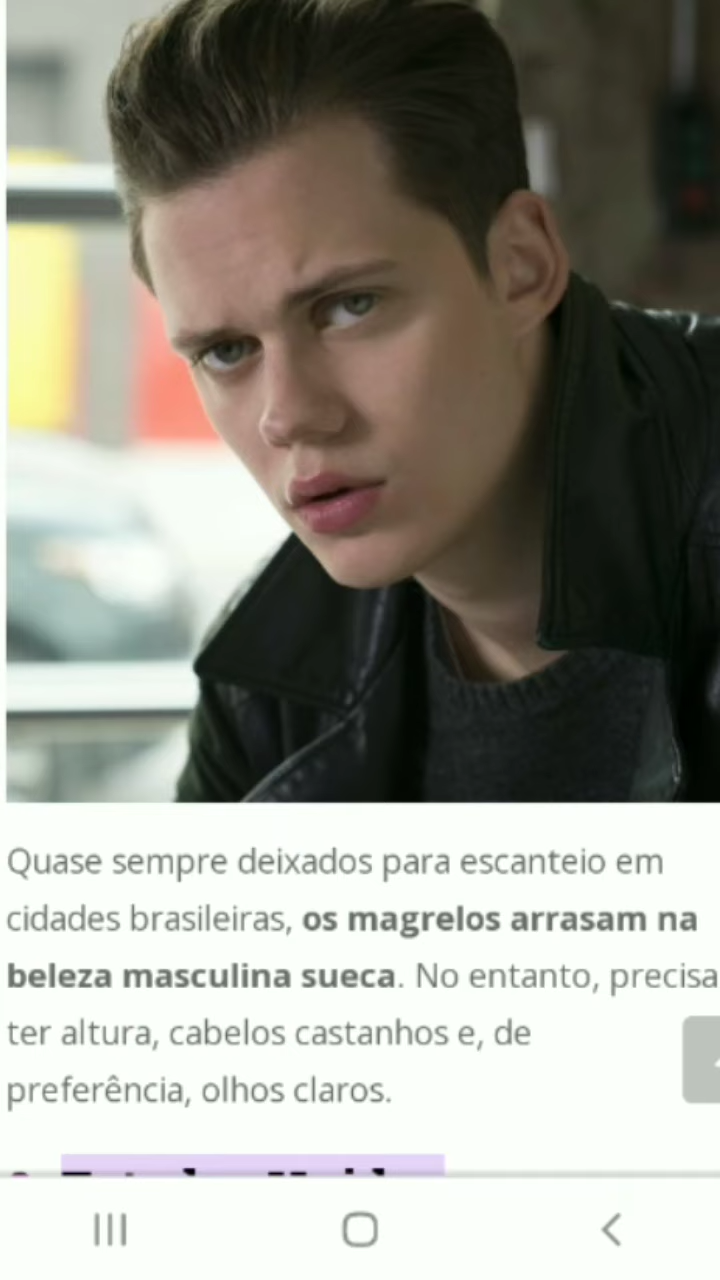 Quase sempre deixados para escanteio em
cidades brasileiras, os magrelos arrasam na
beleza masculina sueca. No entanto, precisa
ter altura, cabelos castanhos e, de
preferência, olhos claros.